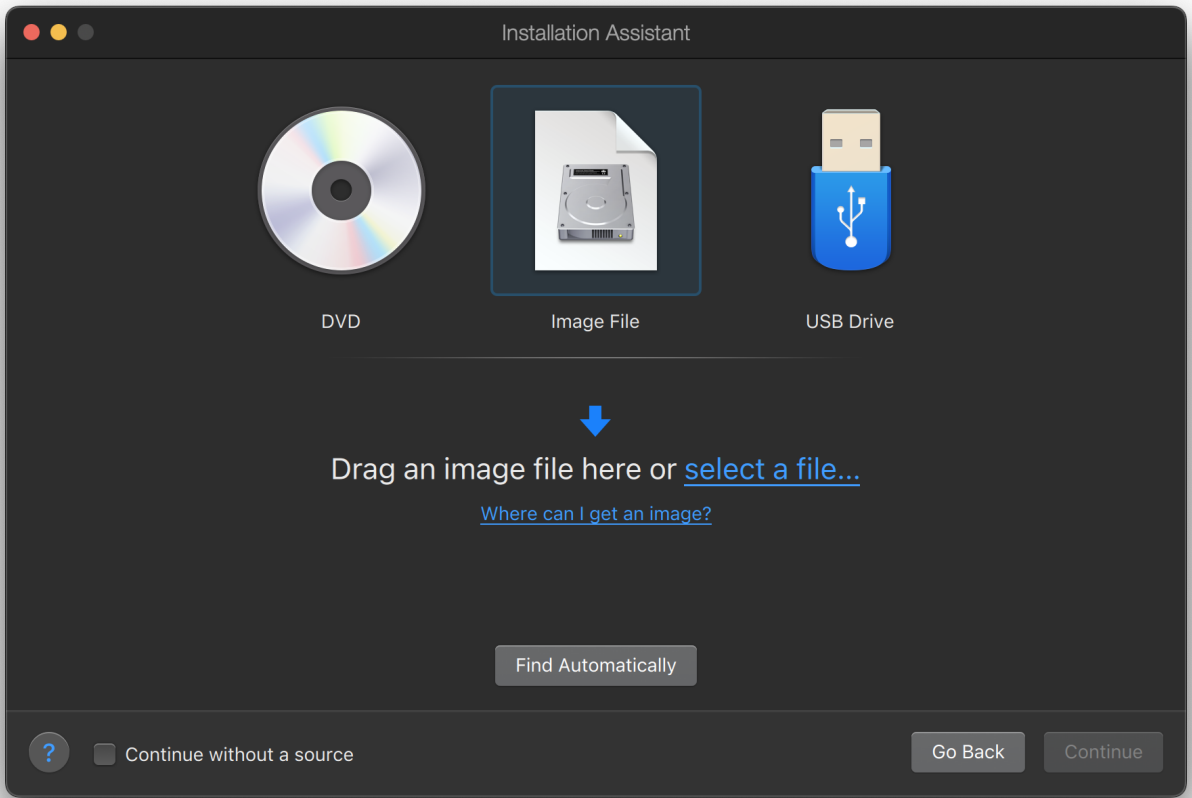 Installation Assistant
DVD
Image File
USB Drive
Drag an image file here or select a file...
Where can I get an image?
Find Automatically
?
Continue without a source
Go Back
Continue